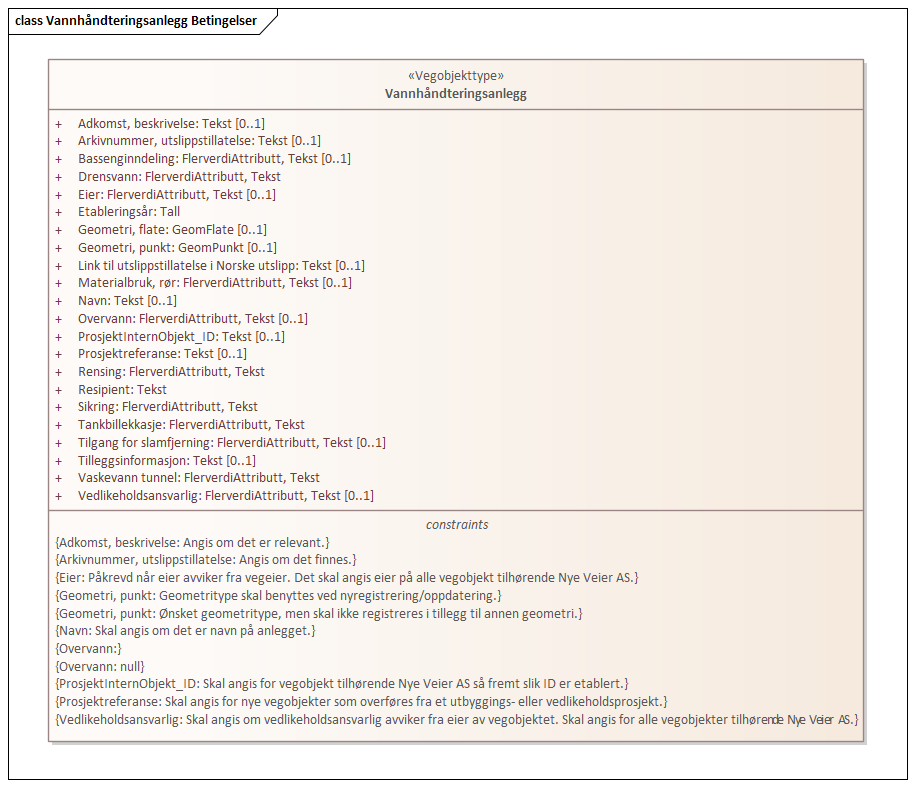 class Vannhåndteringsanlegg Betingelser
«Vegobjekttype»
Vannhåndteringsanlegg
+ Adkomst, beskrivelse: Tekst [0..1]
+ Arkivnummer, utslippstillatelse: Tekst [0..1]
+ Bassenginndeling: FlerverdiAttributt, Tekst [0..1]
+ Drensvann: FlerverdiAttributt, Tekst
+ Eier: FlerverdiAttributt, Tekst [0..1]
+ Etableringsår: Tall
+ Geometri, flate: GeomFlate [0..1]
+ Geometri, punkt: GeomPunkt [0..1]
+ Link til utslippstillatelse i Norske utslipp: Tekst [0..1]
+ Materialbruk, rør: FlerverdiAttributt, Tekst [0..1]
+ Navn: Tekst [0..1]
+ Overvann: FlerverdiAttributt, Tekst [0..1]
+ ProsjektInternObjekt_ID: Tekst [0..1]
+ Prosjektreferanse: Tekst [0..1]
+ Rensing: FlerverdiAttributt, Tekst
+ Resipient: Tekst
+ Sikring: FlerverdiAttributt, Tekst
+ Tankbillekkasje: FlerverdiAttributt, Tekst
+ Tilgang for slamfjerning: FlerverdiAttributt, Tekst [0..1]
+ Tilleggsinformasjon: Tekst [0..1]
+ Vaskevann tunnel: FlerverdiAttributt, Tekst
+ Vedlikeholdsansvarlig: FlerverdiAttributt, Tekst [0..1]
constraints
{Adkomst, beskrivelse: Angis om det er relevant.}
{Arkivnummer, utslippstillatelse: Angis om det finnes.}
{Eier: Påkrevd når eier avviker fra vegeier. Det skal angis eier på alle vegobjekt tilhørende Nye Veier AS.}
{Geometri, punkt: Geometritype skal benyttes ved nyregistrering/oppdatering.}
{Geometri, punkt: Ønsket geometritype, men skal ikke registreres i tillegg til annen geometri.}
{Navn: Skal angis om det er navn på anlegget.}
{Overvann:}
{Overvann: null}
{ProsjektInternObjekt_ID: Skal angis for vegobjekt tilhørende Nye Veier AS så fremt slik ID er etablert.}
{Prosjektreferanse: Skal angis for nye vegobjekter som overføres fra et utbyggings- eller vedlikeholdsprosjekt.}
{Vedlikeholdsansvarlig: Skal angis om vedlikeholdsansvarlig avviker fra eier av vegobjektet. Skal angis for alle vegobjekter tilhørende Nye Veier AS.}